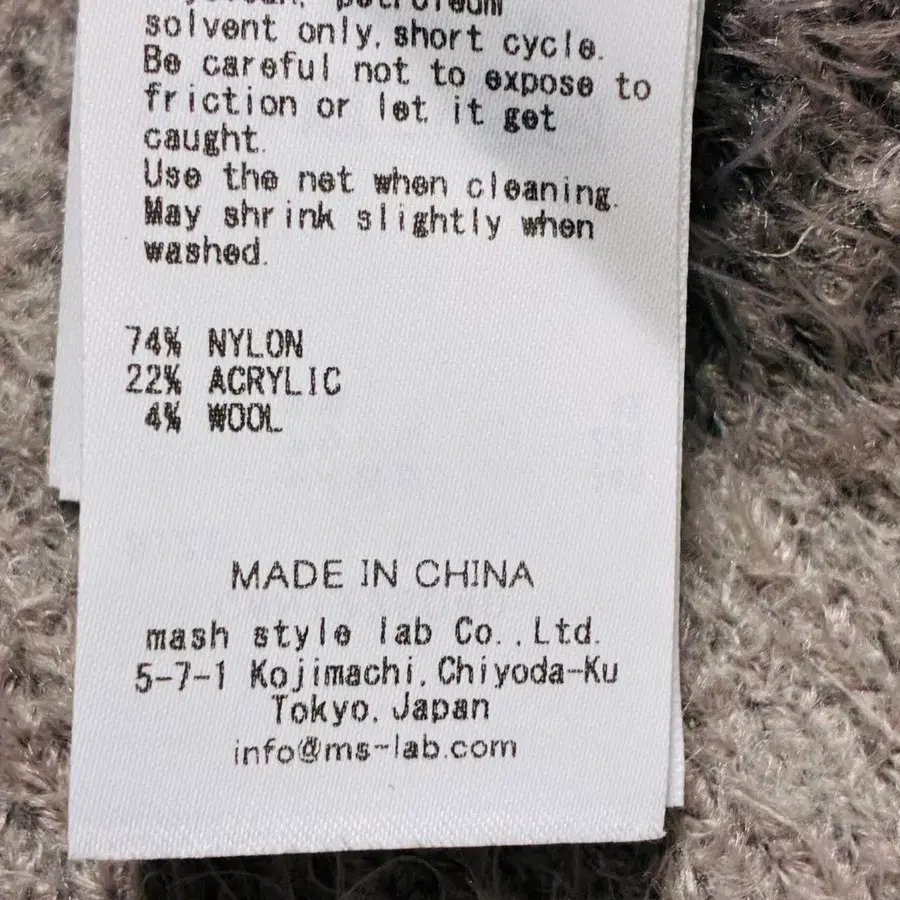 petroleum
solvent only, short cycle.
Be careful not to expose to
friction or let it get
caught.
Use the net when cleaning.
May shrink slightly when
washed.
74% NYLON
22% ACRYLIC
4% WOOL
MADE IN CHINA
mash style lab Co.,Ltd.
5-7-1 Kojimachi,Chiyoda-Ku
Tokyo, Japan
info@ms-lab.com